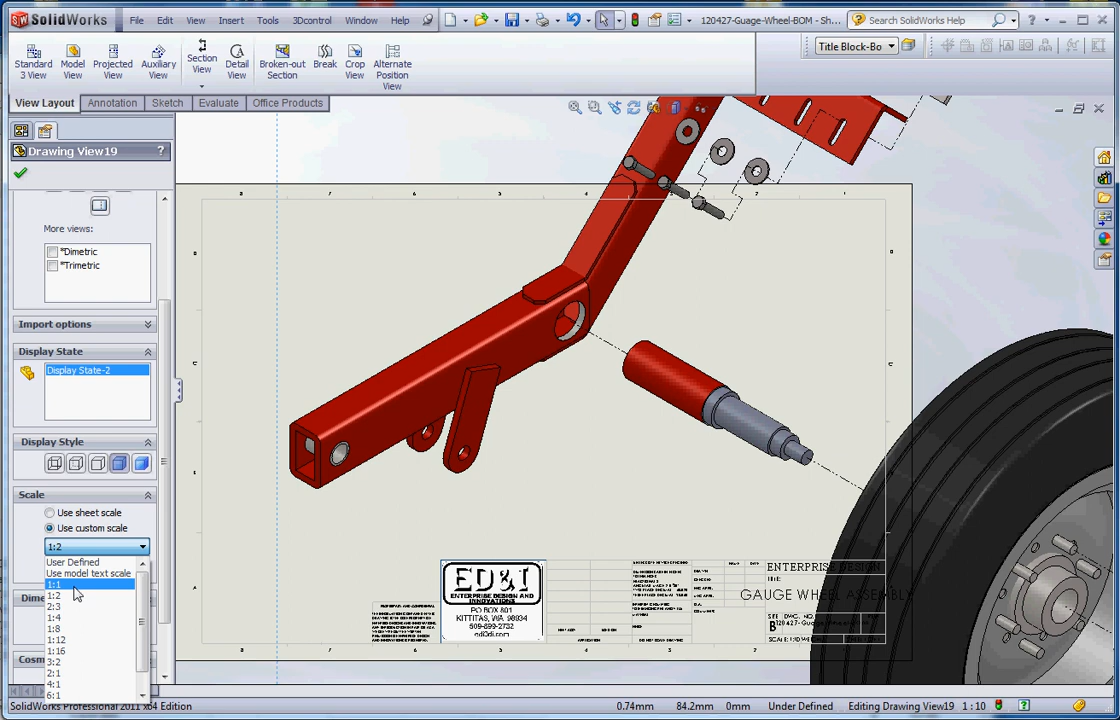 SolidWorks File Edit View Insert Tools 3Dcontrol Window Help 120427-Guage-Wheel-BOM - Sh... Search SolidWorks Help
Standard 3 View
Model View
Projected View
Auxiliary View
Section View
Detail View
Broken-out Section
Break
Crop View
Alternate Position View
Title Block-Bo
View Layout Annotation Sketch Evaluate Office Products
Drawing View19 ?
More views:
*Dimetric
*Trimetric
Import options
Display State
Display State-2
Display Style
Scale
Use sheet scale
Use custom scale
1:2
User Defined
Use model text scale
1:1
1:2
2:3
1:4
1:8
1:12
1:16
3:2
2:1
4:1
6:1
Dime
Cosm
ED&I
ENTERPRISE DESIGN AND INNOVATIONS
PO BOX 801
KITTITAS, WA. 98934
509-899-2732
edi3d.com
ENTERPRISE DESIGN
TITLE:
GAUGE WHEEL ASSEMBLY
B
SolidWorks Professional 2011 x64 Edition 0.74mm 84.2mm 0mm Under Defined Editing Drawing View19 1 : 10